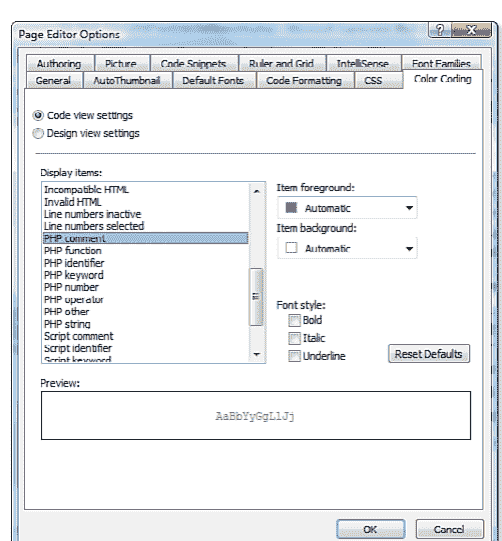 Page Editor Options
Authoring Picture Code Snippets Ruler and Grid IntelliSense Font Families
General AutoThumbnail Default Fonts Code Formatting CSS Color Coding
Code view settings
Design view settings
Display items:
Incompatible HTML
Invalid HTML
Line numbers inactive
Line numbers selected
PHP comment
PHP function
PHP identifier
PHP keyword
PHP number
PHP operator
PHP other
PHP string
Script comment
Script identifier
Script keyword
Item foreground:
Automatic
Item background:
Automatic
Font style:
Bold
Italic
Underline
Reset Defaults
Preview:
AaBbYyGgLlJj
OK Cancel